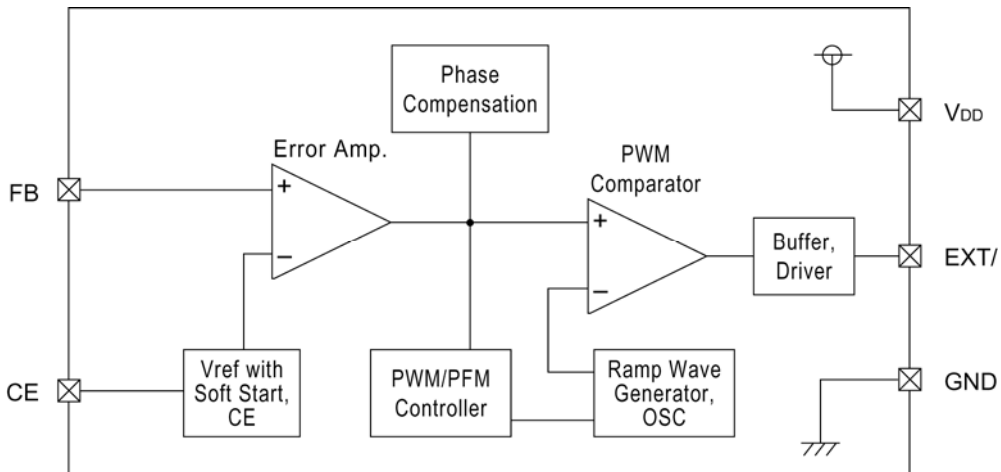 Phase
Compensation
Error Amp.
PWM
Comparator
VDD
FB
+
−
+
−
Buffer,
Driver
EXT/
CE
Vref with
Soft Start,
CE
PWM/PFM
Controller
Ramp Wave
Generator,
OSC
GND